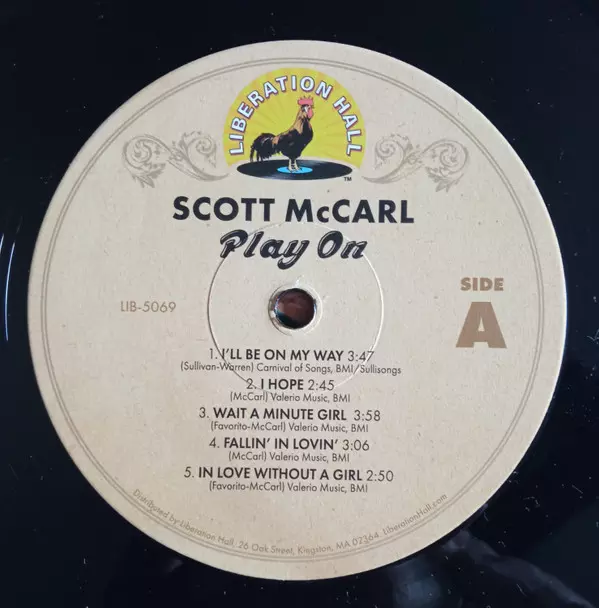 LIBERATION HALL
™
SCOTT McCARL
Play On
LIB-5069
SIDE
A
1. I'LL BE ON MY WAY 3:47
(Sullivan-Warren) Carnival of Songs, BMI/Sullisongs
2. I HOPE 2:45
(McCarl) Valerio Music, BMI
3. WAIT A MINUTE GIRL 3:58
(Favorito-McCarl) Valerio Music, BMI
4. FALLIN' IN LOVIN' 3:06
(McCarl) Valerio Music, BMI
5. IN LOVE WITHOUT A GIRL 2:50
(Favorito-McCarl) Valerio Music, BMI
Distributed by Liberation Hall. 26 Oak Street, Kingston, MA 02364. LiberationHall.com